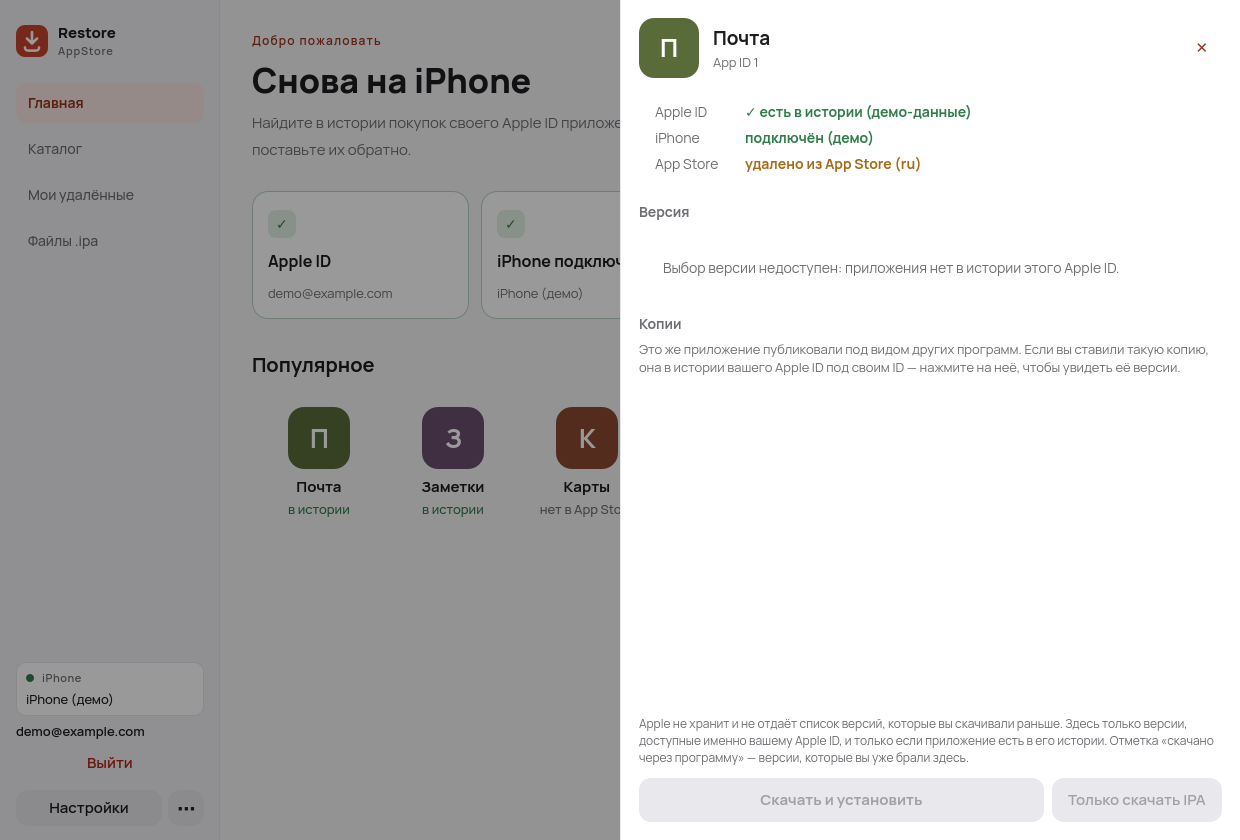 Restore
AppStore
Главная
Каталог
Мои удалённые
Файлы .ipa
iPhone
iPhone (демо)
demo@example.com
Выйти
Настройки
Добро пожаловать
Снова на iPhone
Найдите в истории покупок своего Apple ID приложе
поставьте их обратно.
✓
Apple ID
demo@example.com
✓
iPhone подключ
iPhone (демо)
Популярное
П
Почта
в истории
З
Заметки
в истории
К
Карты
нет в App Sto
П
Почта
App ID 1
×
Apple ID ✓ есть в истории (демо-данные)
iPhone подключён (демо)
App Store удалено из App Store (ru)
Версия
Выбор версии недоступен: приложения нет в истории этого Apple ID.
Копии
Это же приложение публиковали под видом других программ. Если вы ставили такую копию,
она в истории вашего Apple ID под своим ID — нажмите на неё, чтобы увидеть её версии.
Apple не хранит и не отдаёт список версий, которые вы скачивали раньше. Здесь только версии,
доступные именно вашему Apple ID, и только если приложение есть в его истории. Отметка «скачано
через программу» — версии, которые вы уже брали здесь.
Скачать и установить
Только скачать IPA